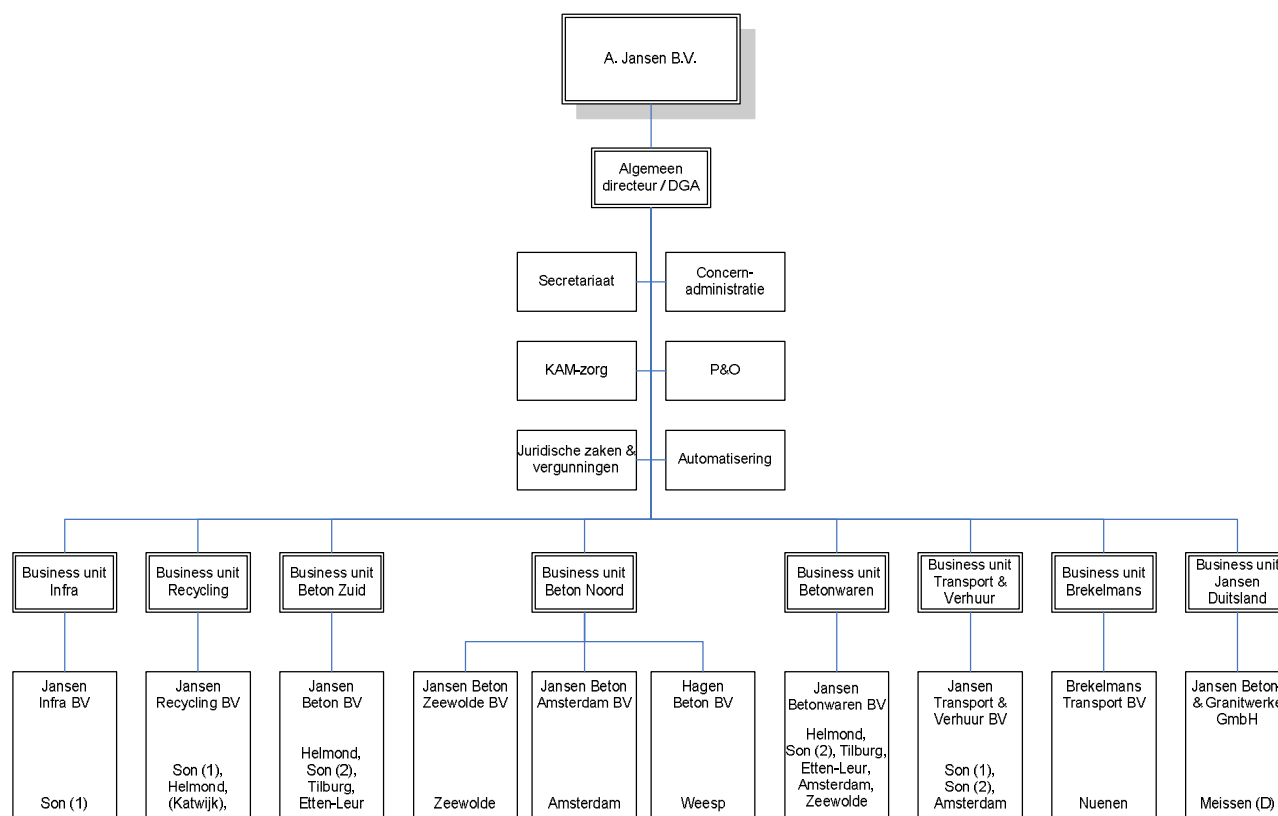 A. Jansen B.V.
Algemeen
directeur / DGA
Secretariaat
Concern-
administratie
KAM-zorg
P&O
Juridische zaken &
vergunningen
Automatisering
Business unit
Infra
Business unit
Recycling
Business unit
Beton Zuid
Business unit
Beton Noord
Business unit
Betonwaren
Business unit
Transport &
Verhuur
Business unit
Brekelmans
Business unit
Jansen
Duitsland
Jansen
Infra BV
Son (1)
Jansen
Recycling BV
Son (1),
Helmond,
(Katwijk),
Jansen
Beton BV
Helmond,
Son (2),
Tilburg,
Etten-Leur
Jansen Beton
Zeewolde BV
Zeewolde
Jansen Beton
Amsterdam BV
Amsterdam
Hagen
Beton BV
Weesp
Jansen
Betonwaren BV
Helmond,
Son (2), Tilburg,
Etten-Leur,
Amsterdam,
Zeewolde
Jansen
Transport &
Verhuur BV
Son (1),
Son (2),
Amsterdam
Brekelmans
Transport BV
Nuenen
Jansen Beton-
& Granitwerke
GmbH
Meissen (D)